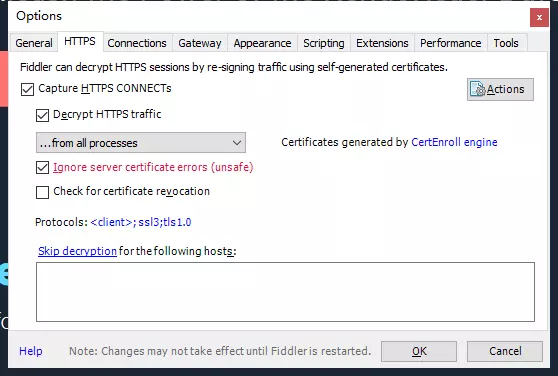 Options
x
General HTTPS Connections Gateway Appearance Scripting Extensions Performance Tools
Fiddler can decrypt HTTPS sessions by re-signing traffic using self-generated certificates.
Capture HTTPS CONNECTs
Actions
Decrypt HTTPS traffic
...from all processes
Certificates generated by CertEnroll engine
Ignore server certificate errors (unsafe)
Check for certificate revocation
Protocols: <client>; ssl3;tls1.0
Skip decryption for the following hosts:
Help
Note: Changes may not take effect until Fiddler is restarted.
OK
Cancel